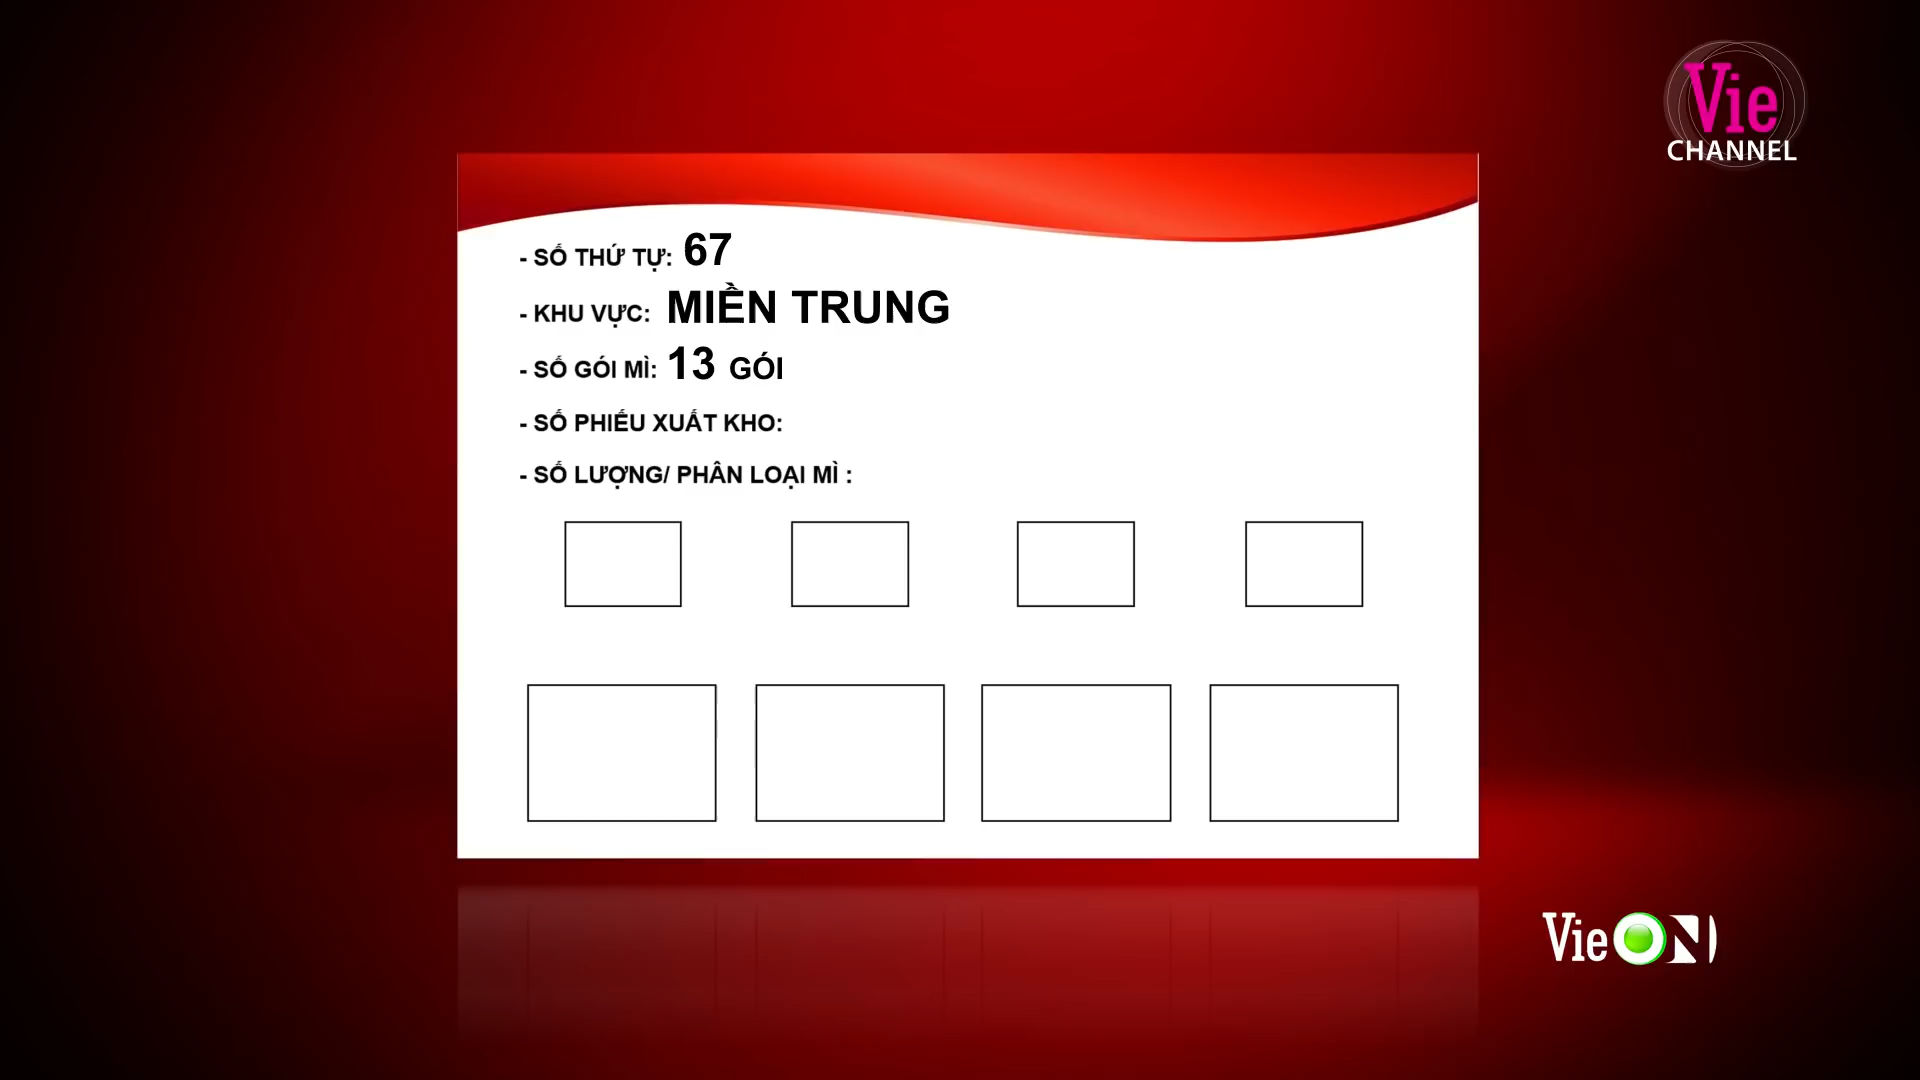 Vie
CHANNEL
- SỐ THỨ TỰ: 67
- KHU VỰC: MIỀN TRUNG
- SỐ GÓI MÌ: 13 GÓI
- SỐ PHIẾU XUẤT KHO:
- SỐ LƯỢNG/ PHÂN LOẠI MÌ :
VieON